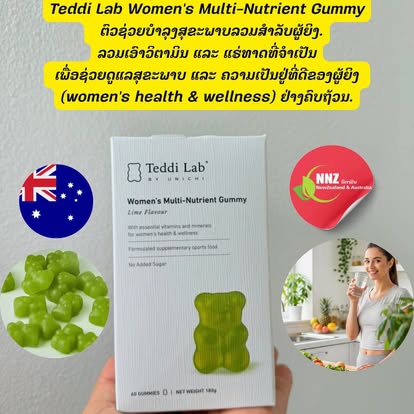 Teddi Lab Women's Multi-Nutrient Gummy
ຕົວຊ່ວຍບຳລຸງສຸຂະພາບລວມສຳລັບຜູ້ຍິງ.
ລວມເອົາວິຕາມິນ ແລະ ແຮ່ທາດທີ່ຈຳເປັນ
ເພື່ອຊ່ວຍດູແລສຸຂະພາບ ແລະ ຄວາມເປັນຢູ່ທີ່ດີຂອງຜູ້ຍິງ
(women's health & wellness) ຢ່າງຄົບຖ້ວນ.
Teddi Lab®
BY UNICHI
Women's Multi-Nutrient Gummy
Lime Flavour
With essential vitamins and minerals
for women's health & wellness
Formulated supplementary sports food
No Added Sugar
60 GUMMIES | NET WEIGHT 180g
NNZ
Newzealand & Australia